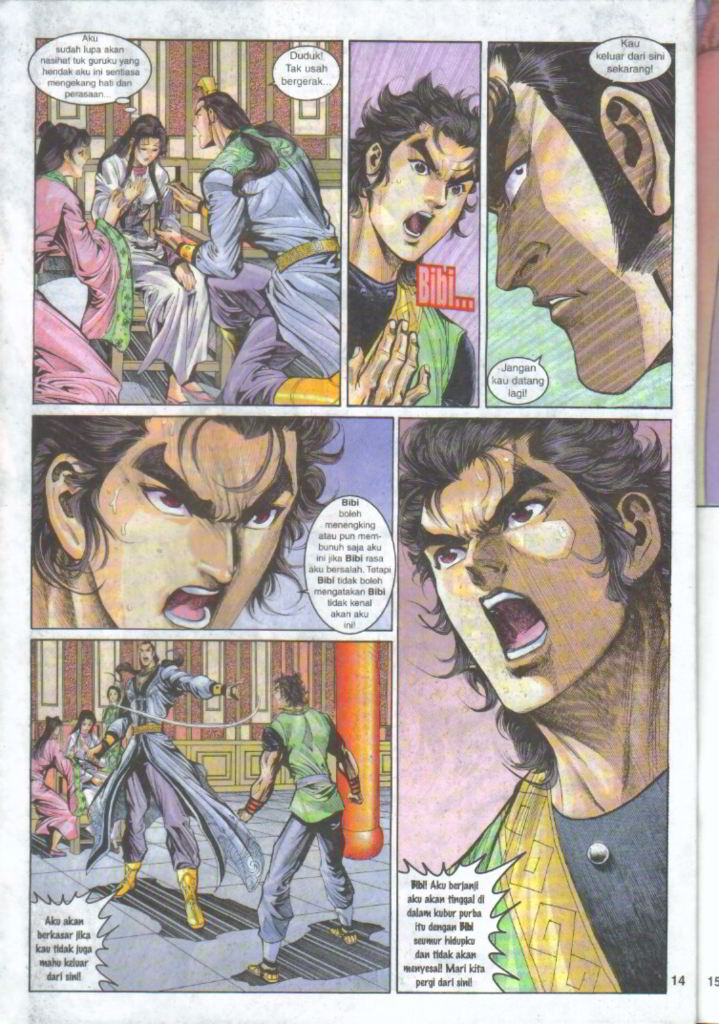 Aku
sudah lupa akan
nasihat tuk guruku yang
hendak aku ini sentiasa
mengekang hati dan
perasaan...
Duduk!
Tak usah
bergerak...
Bibi...
Kau
keluar dari sini
sekarang!
Jangan
kau datang
lagi!
Bibi
boleh
menengking
atau pun mem-
bunuh saja aku
ini jika Bibi rasa
aku bersalah. Tetapi
Bibi tidak boleh
mengatakan Bibi
tidak kenal
akan aku
ini!
Aku akan
berkasar jika
kau tidak juga
mahu keluar
dari sini!
Bibi! Aku berjanji
aku akan tinggal di
dalam kubur purba
itu dengan Bibi
seumur hidupku
dan tidak akan
menyesal! Mari kita
pergi dari sini!
14
15